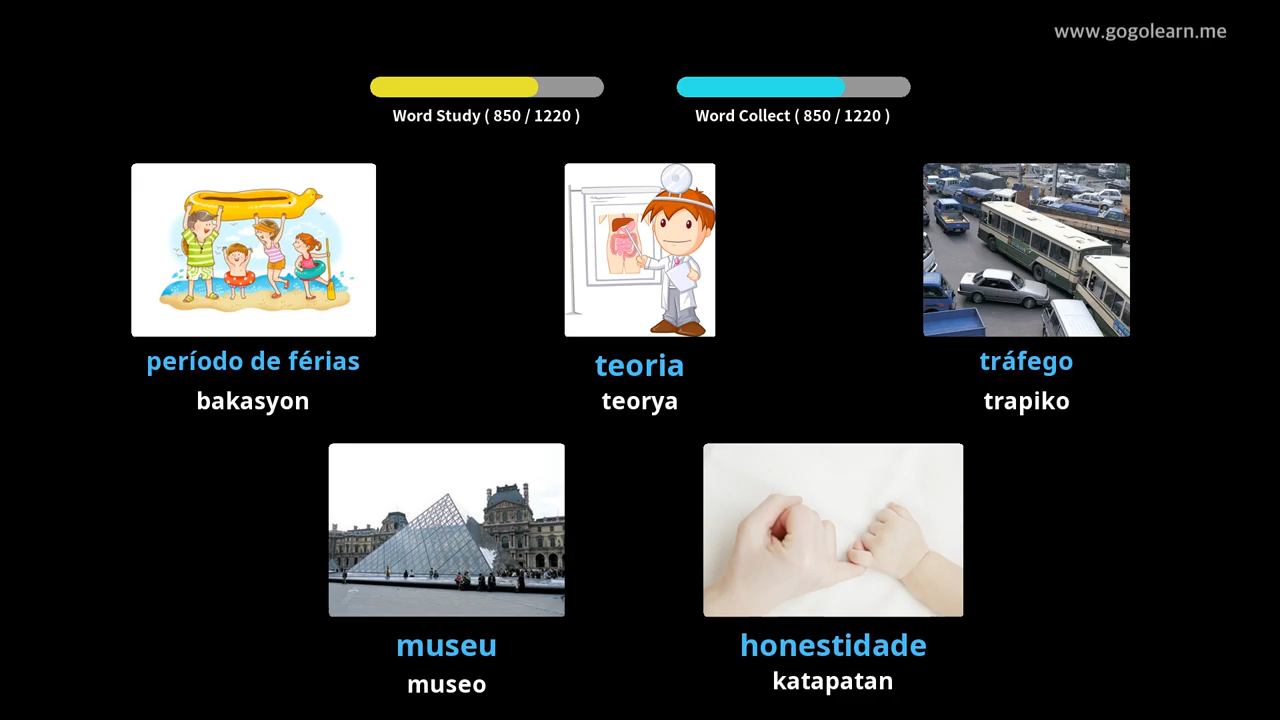 www.gogolearn.me
Word Study ( 850 / 1220 )
Word Collect ( 850 / 1220 )
período de férias
bakasyon
teoria
teorya
tráfego
trapiko
museu
museo
honestidade
katapatan